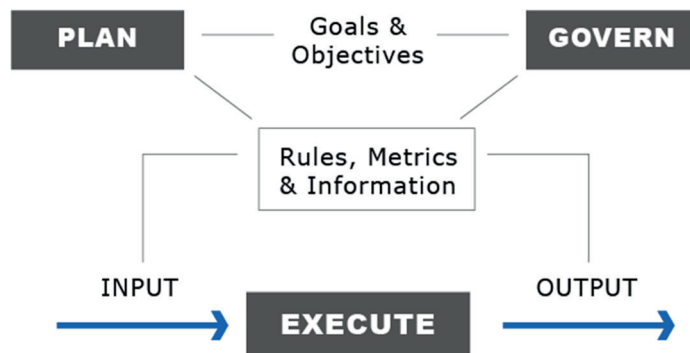 PLAN
Goals &
Objectives
GOVERN
Rules, Metrics
& Information
INPUT
EXECUTE
OUTPUT